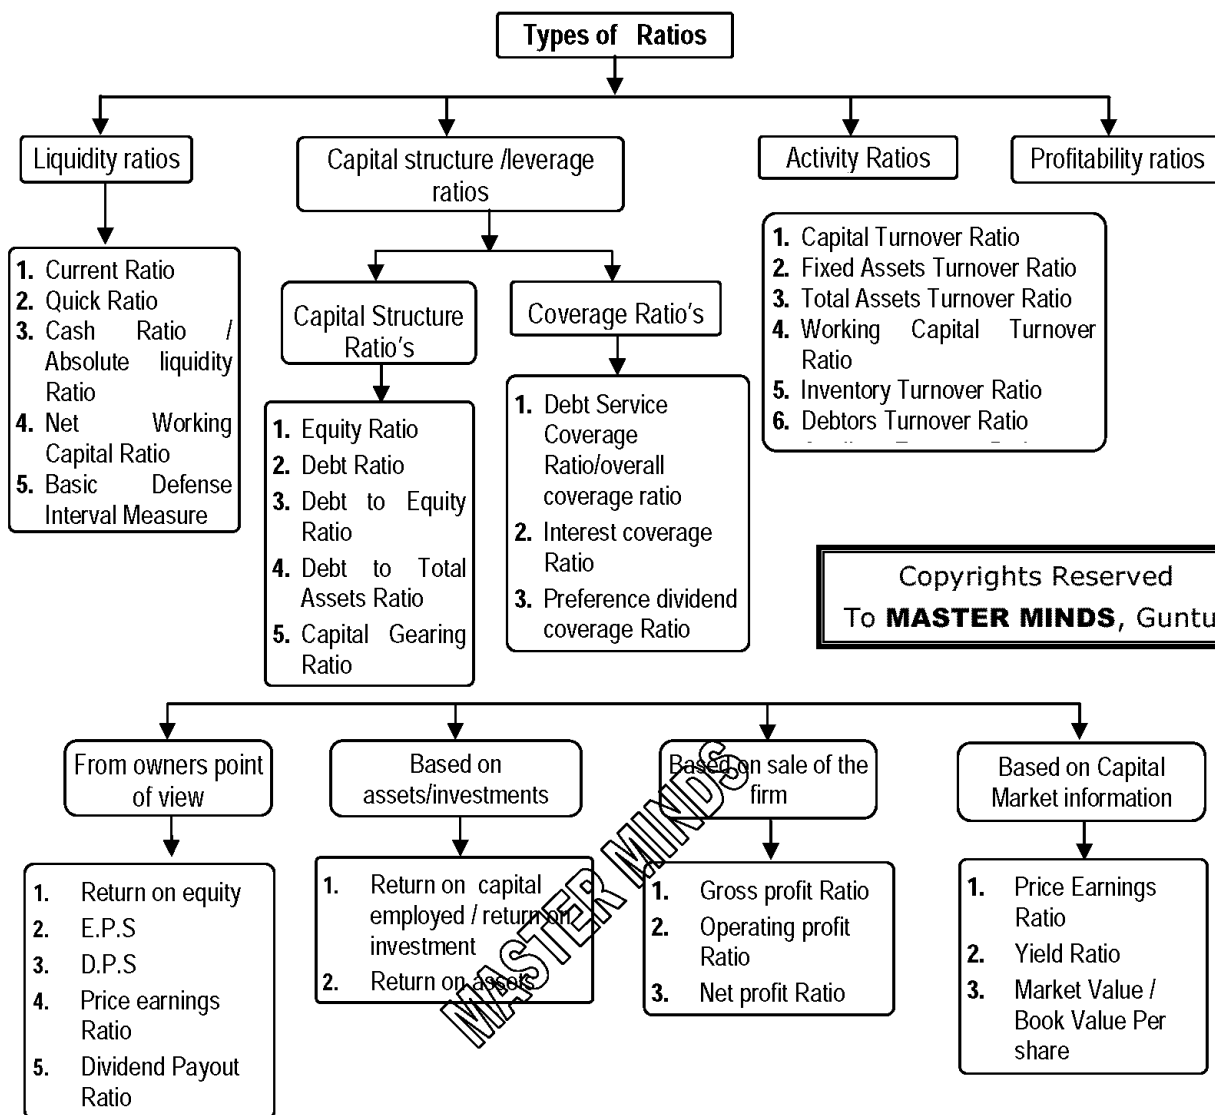 Types of Ratios
Liquidity ratios
Capital structure /leverage
ratios
Activity Ratios
Profitability ratios
1. Current Ratio
2. Quick Ratio
3. Cash Ratio /
Absolute liquidity
Ratio
4. Net Working
Capital Ratio
5. Basic Defense
Interval Measure
Capital Structure
Ratio's
Coverage Ratio's
1. Capital Turnover Ratio
2. Fixed Assets Turnover Ratio
3. Total Assets Turnover Ratio
4. Working Capital Turnover
Ratio
5. Inventory Turnover Ratio
6. Debtors Turnover Ratio
1. Equity Ratio
2. Debt Ratio
3. Debt to Equity
Ratio
4. Debt to Total
Assets Ratio
5. Capital Gearing
Ratio
1. Debt Service
Coverage
Ratio/overall
coverage ratio
2. Interest coverage
Ratio
3. Preference dividend
coverage Ratio
Copyrights Reserved
To MASTER MINDS, Guntu
From owners point
of view
Based on
assets/investments
Based on sale of the
firm
Based on Capital
Market information
1. Return on equity
2. E.P.S
3. D.P.S
4. Price earnings
Ratio
5. Dividend Payout
Ratio
1. Return on capital
employed / return on
investment
2. Return on assets
1. Gross profit Ratio
2. Operating profit
Ratio
3. Net profit Ratio
1. Price Earnings
Ratio
2. Yield Ratio
3. Market Value /
Book Value Per
share
MASTER MINDS